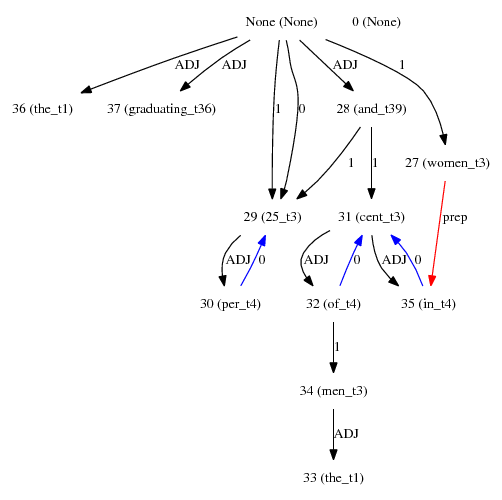 None (None) 0 (None)
ADJ ADJ ADJ 1
36 (the_t1) 37 (graduating_t36) 1 0 28 (and_t39)
1 1 27 (women_t3)
29 (25_t3) 31 (cent_t3) prep
ADJ 0 ADJ 0 ADJ 0
30 (per_t4) 32 (of_t4) 35 (in_t4)
1
34 (men_t3)
ADJ
33 (the_t1)